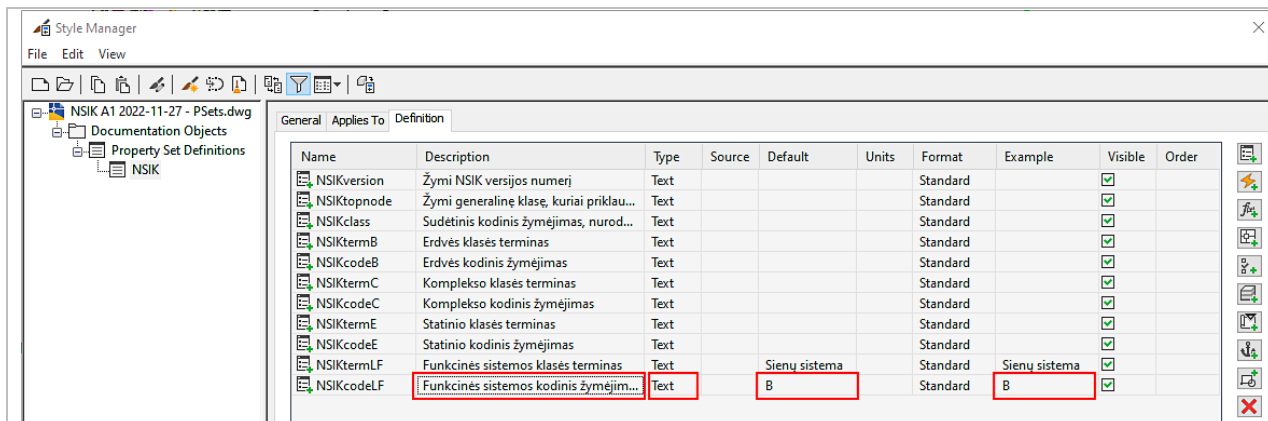 Style Manager
File Edit View
NSIK A1 2022-11-27 - PSets.dwg
Documentation Objects
Property Set Definitions
NSIK
General Applies To Definition
Name Description Type Source Default Units Format Example Visible Order
NSIKversion Žymi NSIK versijos numerį Text Standard
NSIKtopnode Žymi generalinę klasę, kuriai priklau... Text Standard
NSIKclass Sudėtinis kodinis žymėjimas, nurod... Text Standard
NSIKtermB Erdvės klasės terminas Text Standard
NSIKcodeB Erdvės kodinis žymėjimas Text Standard
NSIKtermC Komplekso klasės terminas Text Standard
NSIKcodeC Komplekso kodinis žymėjimas Text Standard
NSIKtermE Statinio klasės terminas Text Standard
NSIKcodeE Statinio kodinis žymėjimas Text Standard
NSIKtermLF Funkcinės sistemos klasės terminas Text Sienų sistema Standard Sienų sistema
NSIKcodeLF Funkcinės sistemos kodinis žymėjim... Text B Standard B